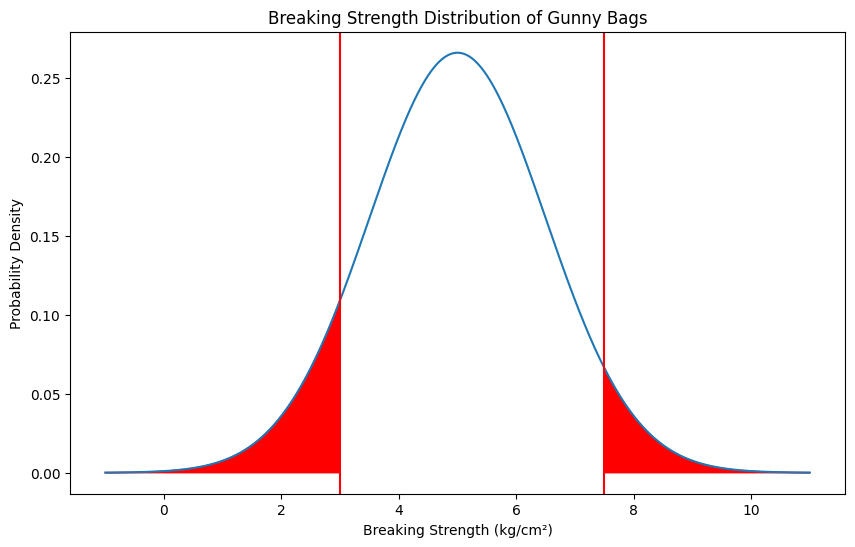 Breaking Strength Distribution of Gunny Bags
Probability Density
0.25
0.20
0.15
0.10
0.05
0.00
0 2 4 6 8 10
Breaking Strength (kg/cm²)